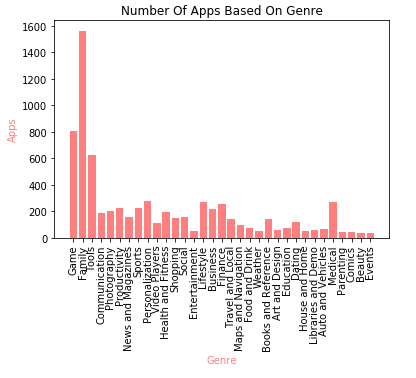 Number Of Apps Based On Genre
1600
1400
1200
1000
800
600
400
200
0
Apps
Game
Family
Tools
Communication
Photography
Productivity
News and Magazines
Sports
Personalization
Video Players
Health and Fitness
Shopping
Social
Entertainment
Lifestyle
Business
Finance
Travel and Local
Maps and Navigation
Food and Drink
Weather
Books and Reference
Art and Design
Education
Dating
House and Home
Libraries and Demo
Auto and Vehicles
Medical
Parenting
Comics
Beauty
Events
Genre